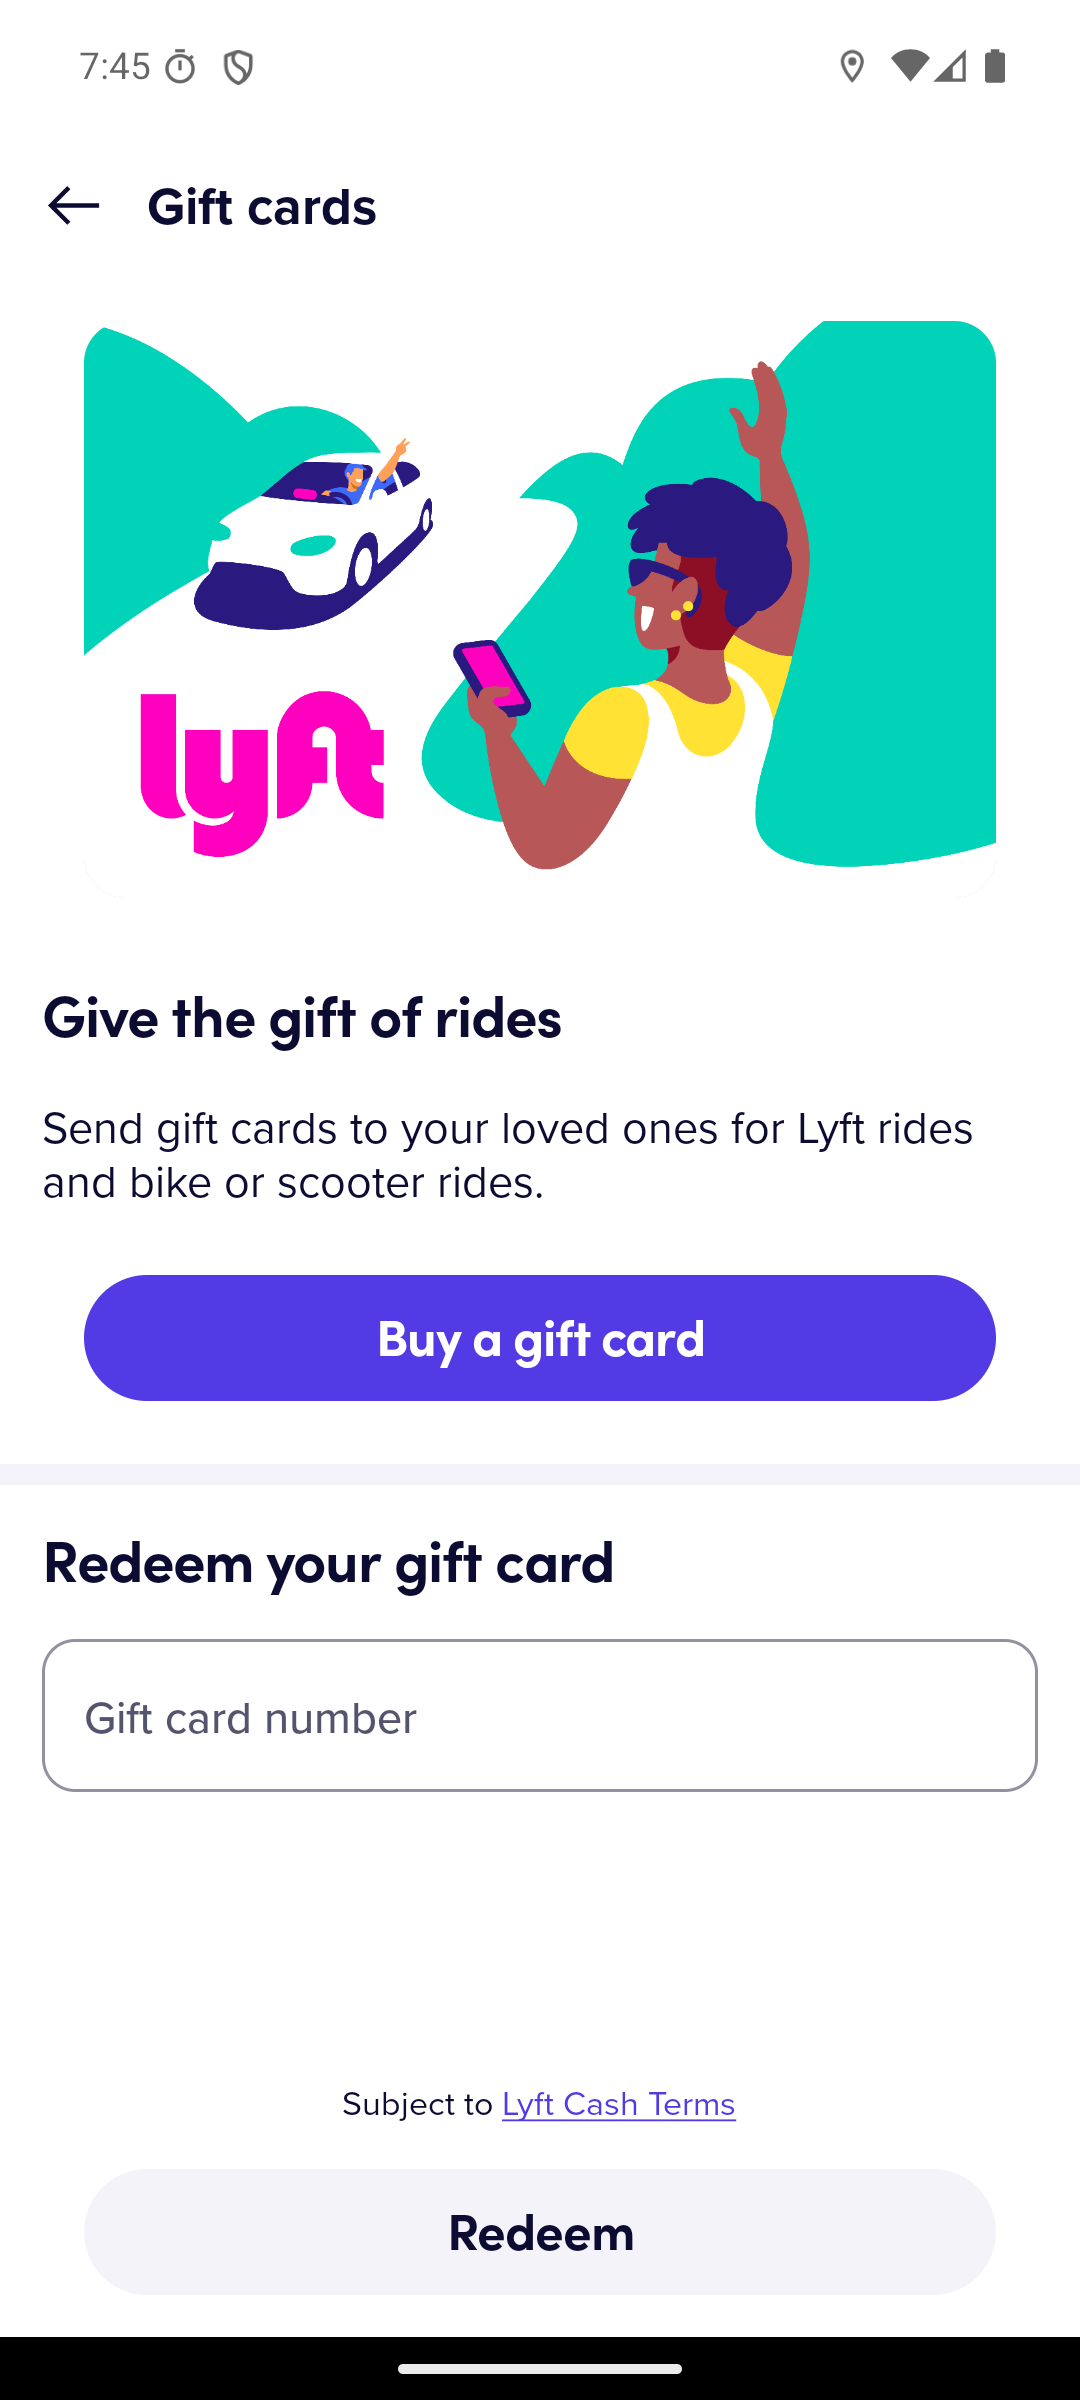 7:45
Gift cards
lyft
Give the gift of rides
Send gift cards to your loved ones for Lyft rides
and bike or scooter rides.
Buy a gift card
Redeem your gift card
Gift card number
Subject to Lyft Cash Terms
Redeem